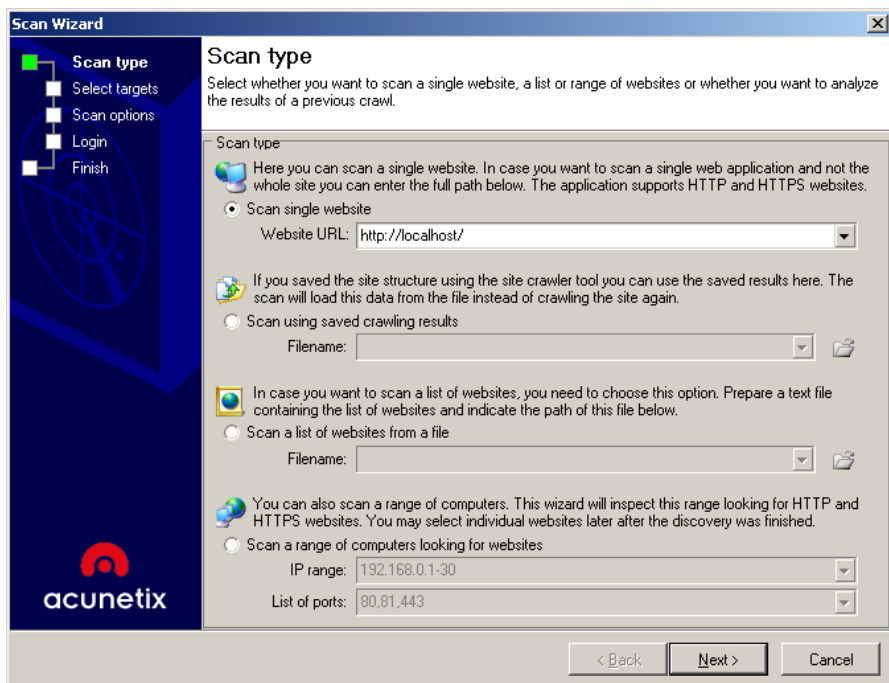 Scan Wizard
Scan type
Select targets
Scan options
Login
Finish
acunetix
Scan type
Select whether you want to scan a single website, a list or range of websites or whether you want to analyze
the results of a previous crawl.
Scan type
Here you can scan a single website. In case you want to scan a single web application and not the
whole site you can enter the full path below. The application supports HTTP and HTTPS websites.
Scan single website
Website URL: http://localhost/
If you saved the site structure using the site crawler tool you can use the saved results here. The
scan will load this data from the file instead of crawling the site again.
Scan using saved crawling results
Filename:
In case you want to scan a list of websites, you need to choose this option. Prepare a text file
containing the list of websites and indicate the path of this file below.
Scan a list of websites from a file
Filename:
You can also scan a range of computers. This wizard will inspect this range looking for HTTP and
HTTPS websites. You may select individual websites later after the discovery was finished.
Scan a range of computers looking for websites
IP range: 192.168.0.1-30
List of ports: 80,81,443
< Back Next > Cancel